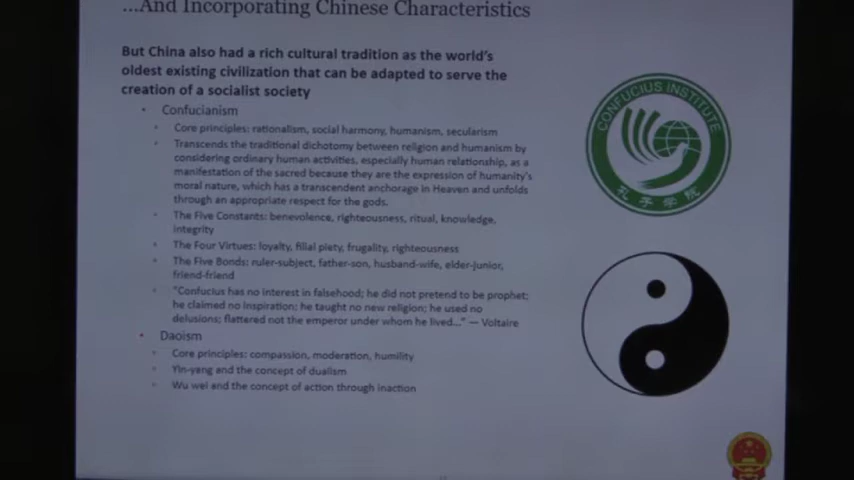 ...And Incorporating Chinese Characteristics
But China also had a rich cultural tradition as the world's
oldest existing civilization that can be adapted to serve the
creation of a socialist society
• Confucianism
• Core principles: rationalism, social harmony, humanism, secularism
• Transcends the traditional dichotomy between religion and humanism by
considering ordinary human activities, especially human relationship, as a
manifestation of the sacred because they are the expression of humanity's
moral nature, which has a transcendent anchorage in Heaven and unfolds
through an appropriate respect for the gods.
• The Five Constants: benevolence, righteousness, ritual, knowledge,
integrity
• The Four Virtues: loyalty, filial piety, frugality, righteousness
• The Five Bonds: ruler-subject, father-son, husband-wife, elder-junior,
friend-friend
• "Confucius has no interest in falsehood; he did not pretend to be prophet;
he claimed no inspiration; he taught no new religion; he used no
delusions; flattered not the emperor under whom he lived..." — Voltaire
• Daoism
• Core principles: compassion, moderation, humility
• Yin-yang and the concept of dualism
• Wu wei and the concept of action through inaction
CONFUCIUS INSTITUTE
孔子学院